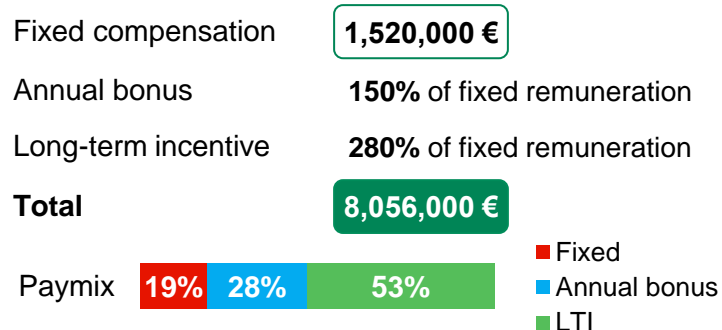 Fixed compensation 1,520,000 €
Annual bonus 150% of fixed remuneration
Long-term incentive 280% of fixed remuneration
Total 8,056,000 €
Paymix 19% 28% 53%
Fixed
Annual bonus
LTI